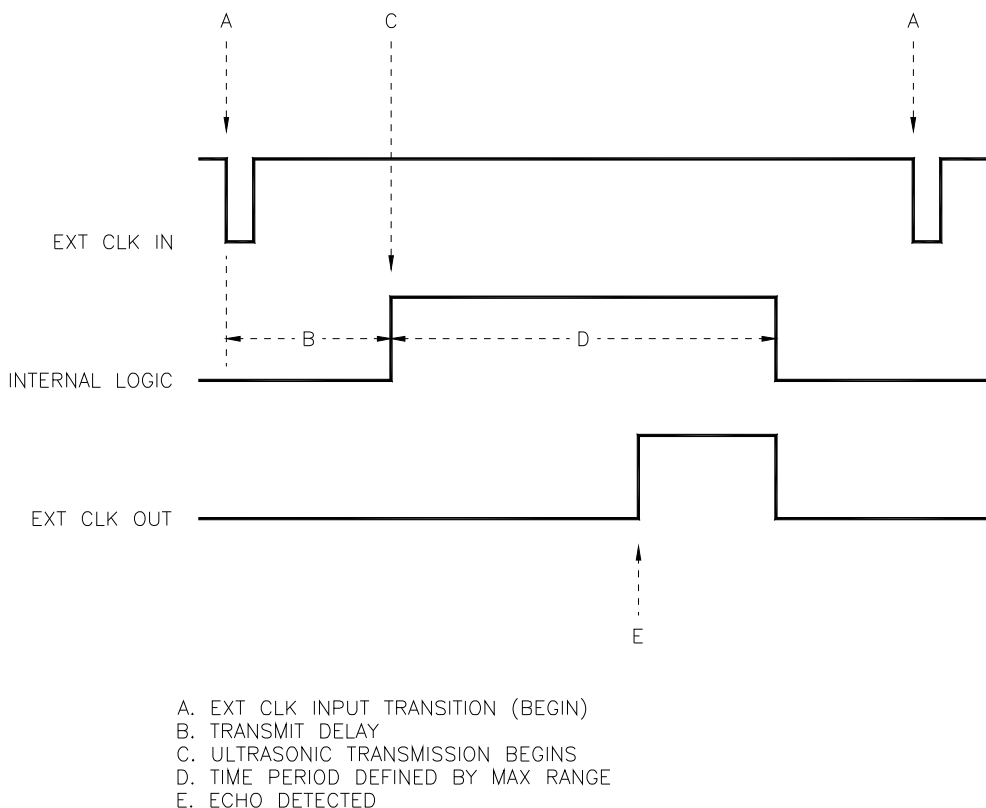 A
C
A
EXT CLK IN
B
D
INTERNAL LOGIC
EXT CLK OUT
E
A. EXT CLK INPUT TRANSITION (BEGIN)
B. TRANSMIT DELAY
C. ULTRASONIC TRANSMISSION BEGINS
D. TIME PERIOD DEFINED BY MAX RANGE
E. ECHO DETECTED